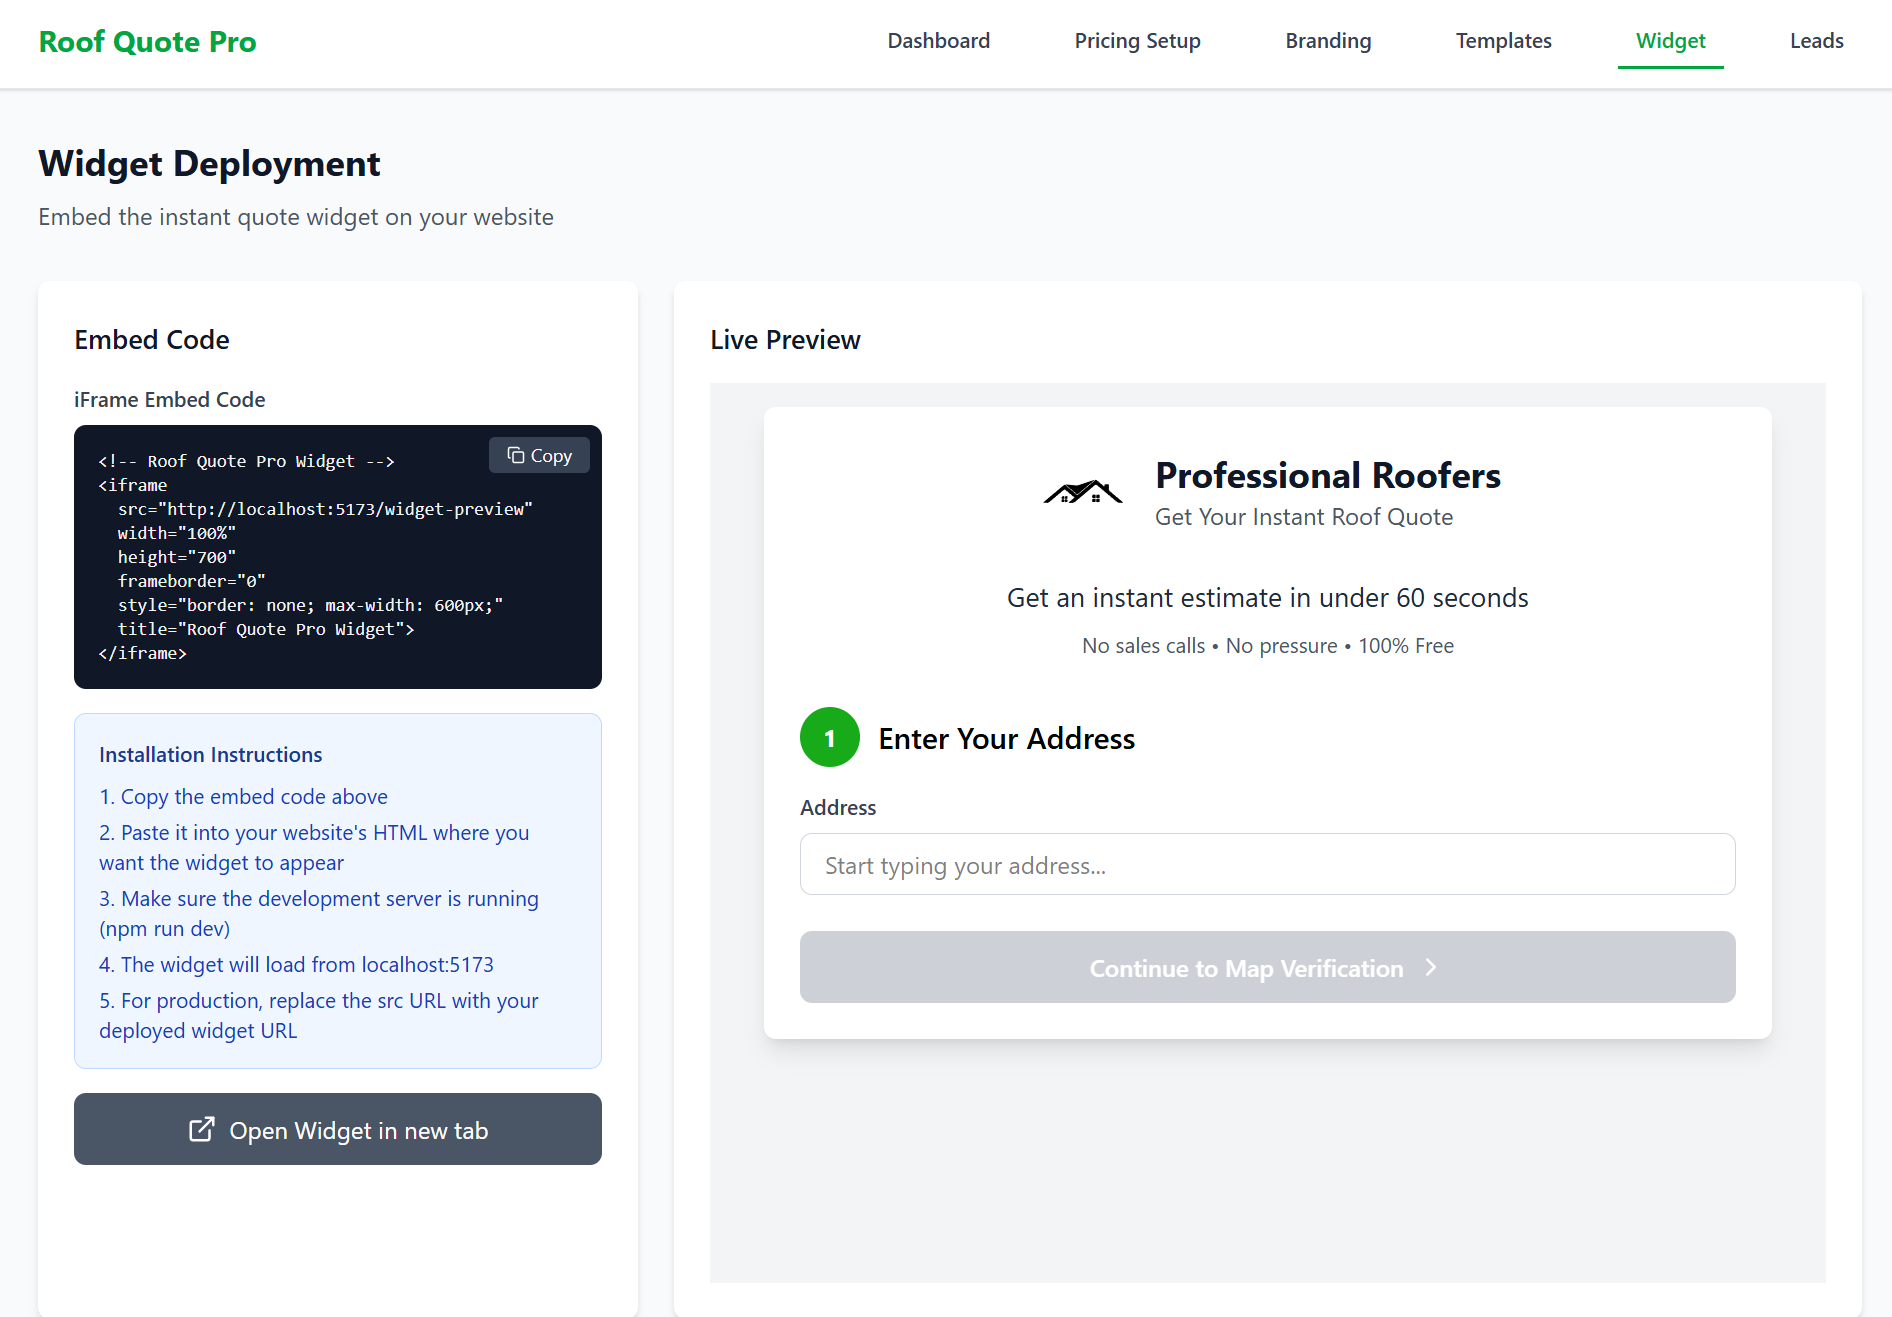 Roof Quote Pro
Dashboard
Pricing Setup
Branding
Templates
Widget
Leads
Widget Deployment
Embed the instant quote widget on your website
Embed Code
iFrame Embed Code
Copy
<!-- Roof Quote Pro Widget -->
<iframe
  src="http://localhost:5173/widget-preview"
  width="100%"
  height="700"
  frameborder="0"
  style="border: none; max-width: 600px;"
  title="Roof Quote Pro Widget">
</iframe>
Installation Instructions
1. Copy the embed code above
2. Paste it into your website's HTML where you
want the widget to appear
3. Make sure the development server is running
(npm run dev)
4. The widget will load from localhost:5173
5. For production, replace the src URL with your
deployed widget URL
Open Widget in new tab
Live Preview
Professional Roofers
Get Your Instant Roof Quote
Get an instant estimate in under 60 seconds
No sales calls • No pressure • 100% Free
1
Enter Your Address
Address
Start typing your address...
Continue to Map Verification